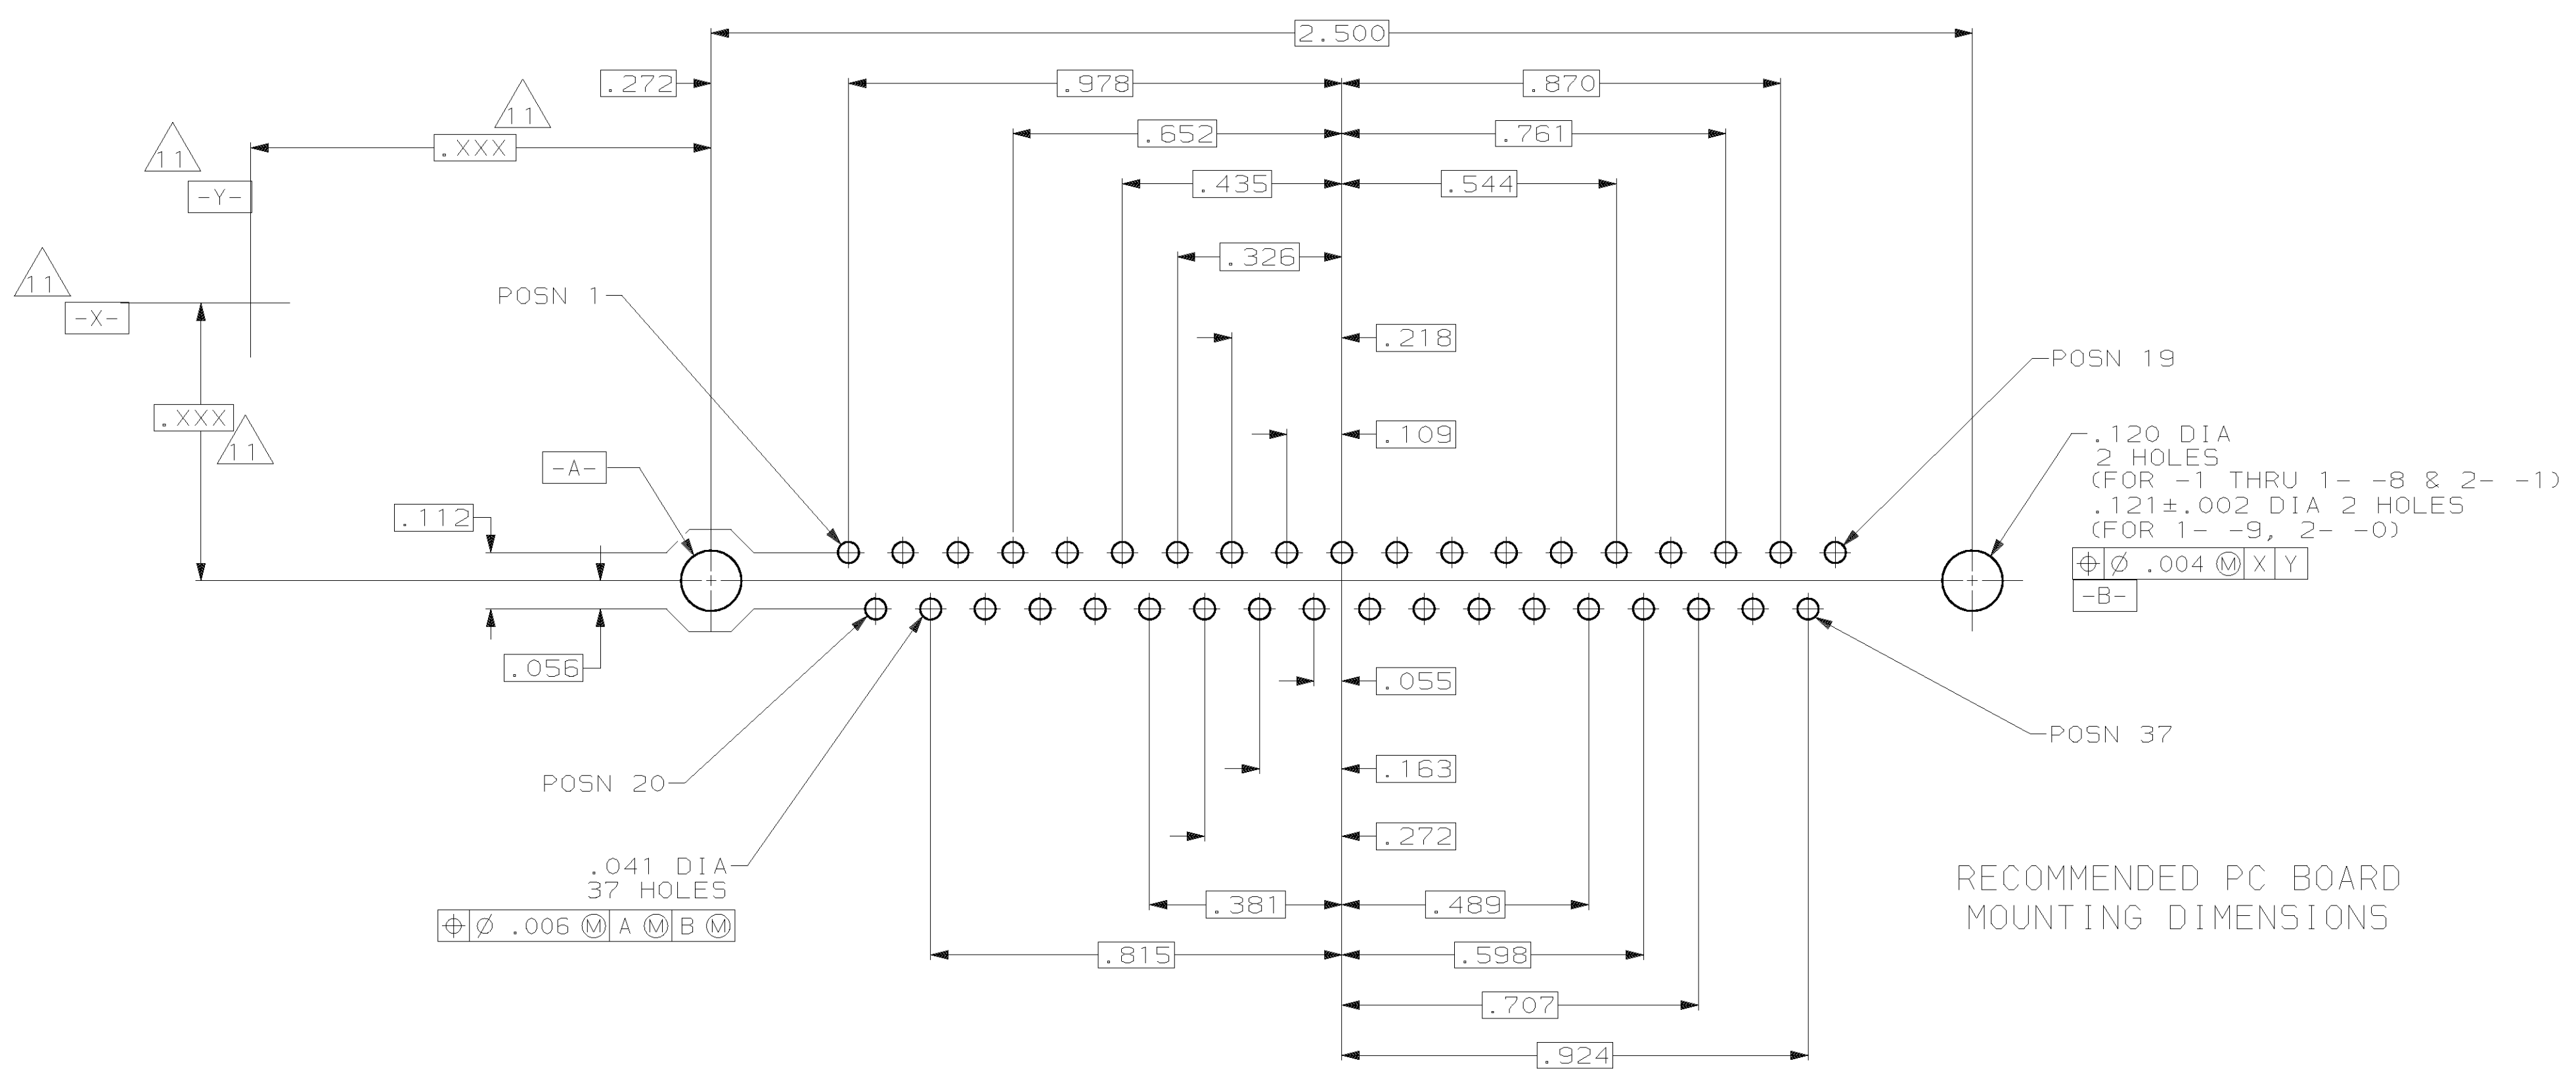 2.500
.272
.978
.870
11
.XXX
.652
.761
11
-Y-
.435
.544
.326
11
-X-
POSN 1
.218
POSN 19
.XXX
11
.109
-A-
.112
.120 DIA
2 HOLES
(FOR -1 THRU 1- -8 & 2- -1)
.121±.002 DIA 2 HOLES
(FOR 1- -9, 2- -0)
⌖ Ø .004 Ⓜ X Y
-B-
.056
.055
POSN 37
POSN 20
.163
.272
.041 DIA
37 HOLES
⌖ Ø .006 Ⓜ A Ⓜ B Ⓜ
.381
.489
.815
.598
.707
.924
RECOMMENDED PC BOARD
MOUNTING DIMENSIONS